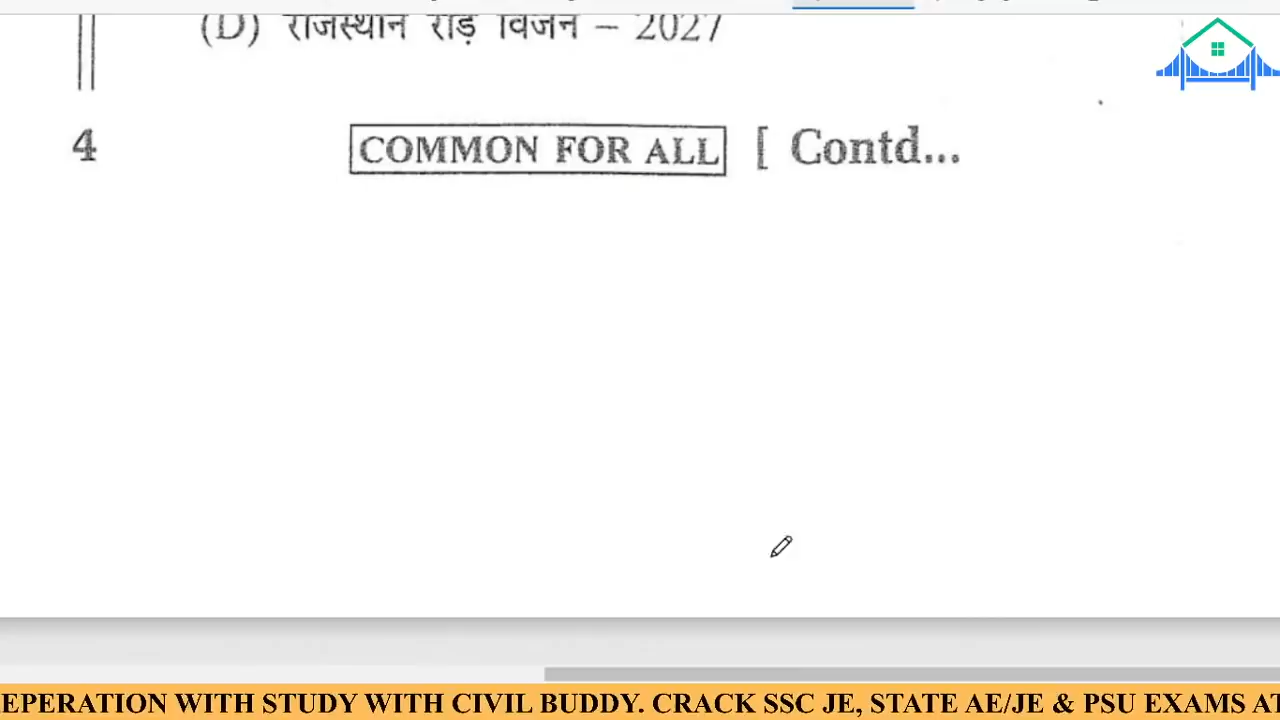 (D) राजस्थान रोड़ विजन – 2027
4 COMMON FOR ALL [ Contd...
EPERATION WITH STUDY WITH CIVIL BUDDY. CRACK SSC JE, STATE AE/JE & PSU EXAMS AT